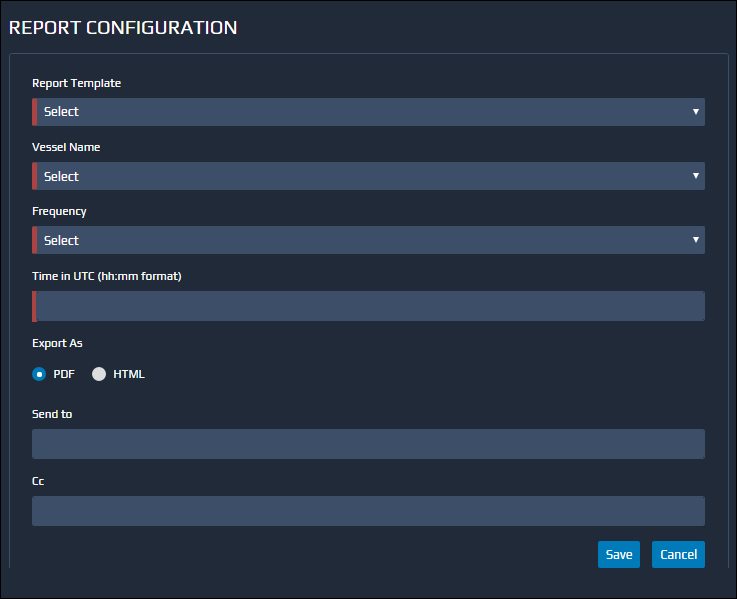 REPORT CONFIGURATION
Report Template
Select
Vessel Name
Select
Frequency
Select
Time in UTC (hh:mm format)
Export As
PDF HTML
Send to
Cc
Save Cancel